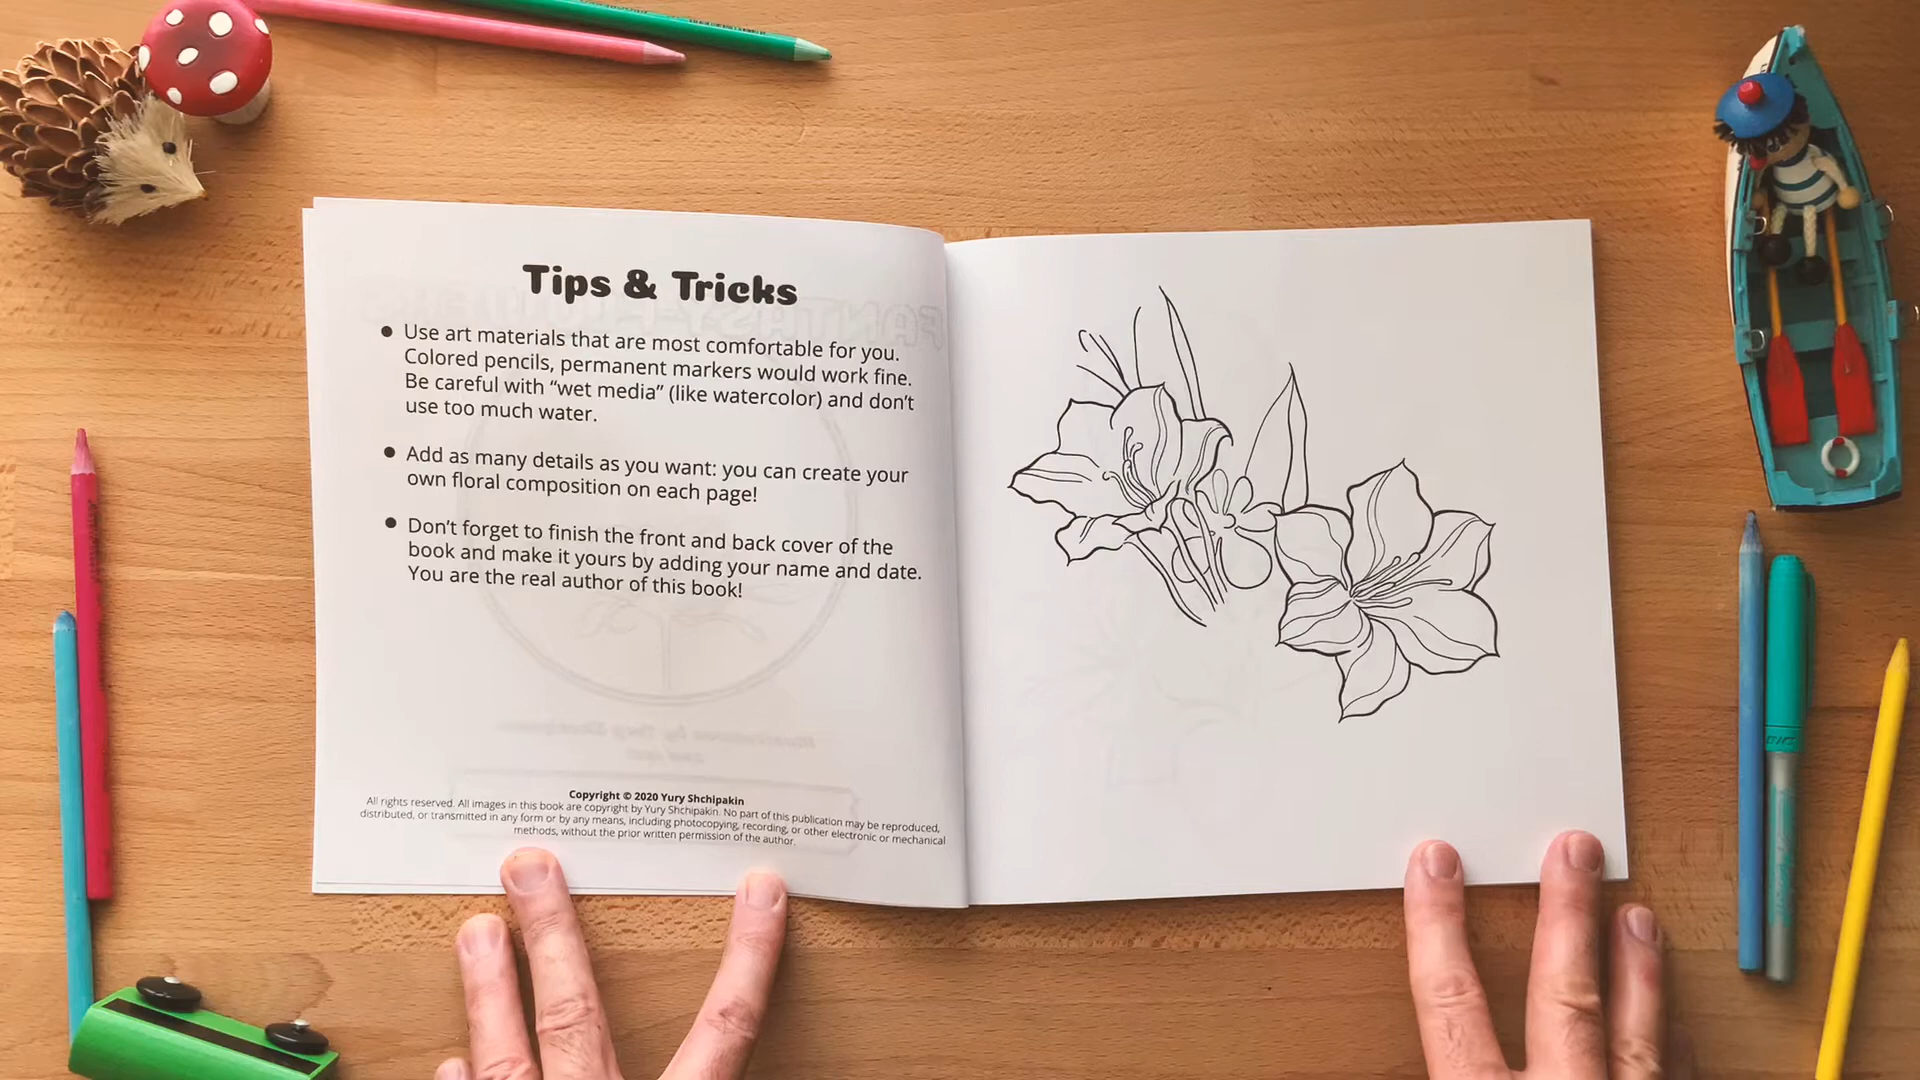 Tips & Tricks
● Use art materials that are most comfortable for you.
Colored pencils, permanent markers would work fine.
Be careful with “wet media” (like watercolor) and don’t
use too much water.
● Add as many details as you want: you can create your
own floral composition on each page!
● Don’t forget to finish the front and back cover of the
book and make it yours by adding your name and date.
You are the real author of this book!
Copyright © 2020 Yury Shchipakin
All rights reserved. All images in this book are copyright by Yury Shchipakin. No part of this publication may be reproduced,
distributed, or transmitted in any form or by any means, including photocopying, recording, or other electronic or mechanical
methods, without the prior written permission of the author.